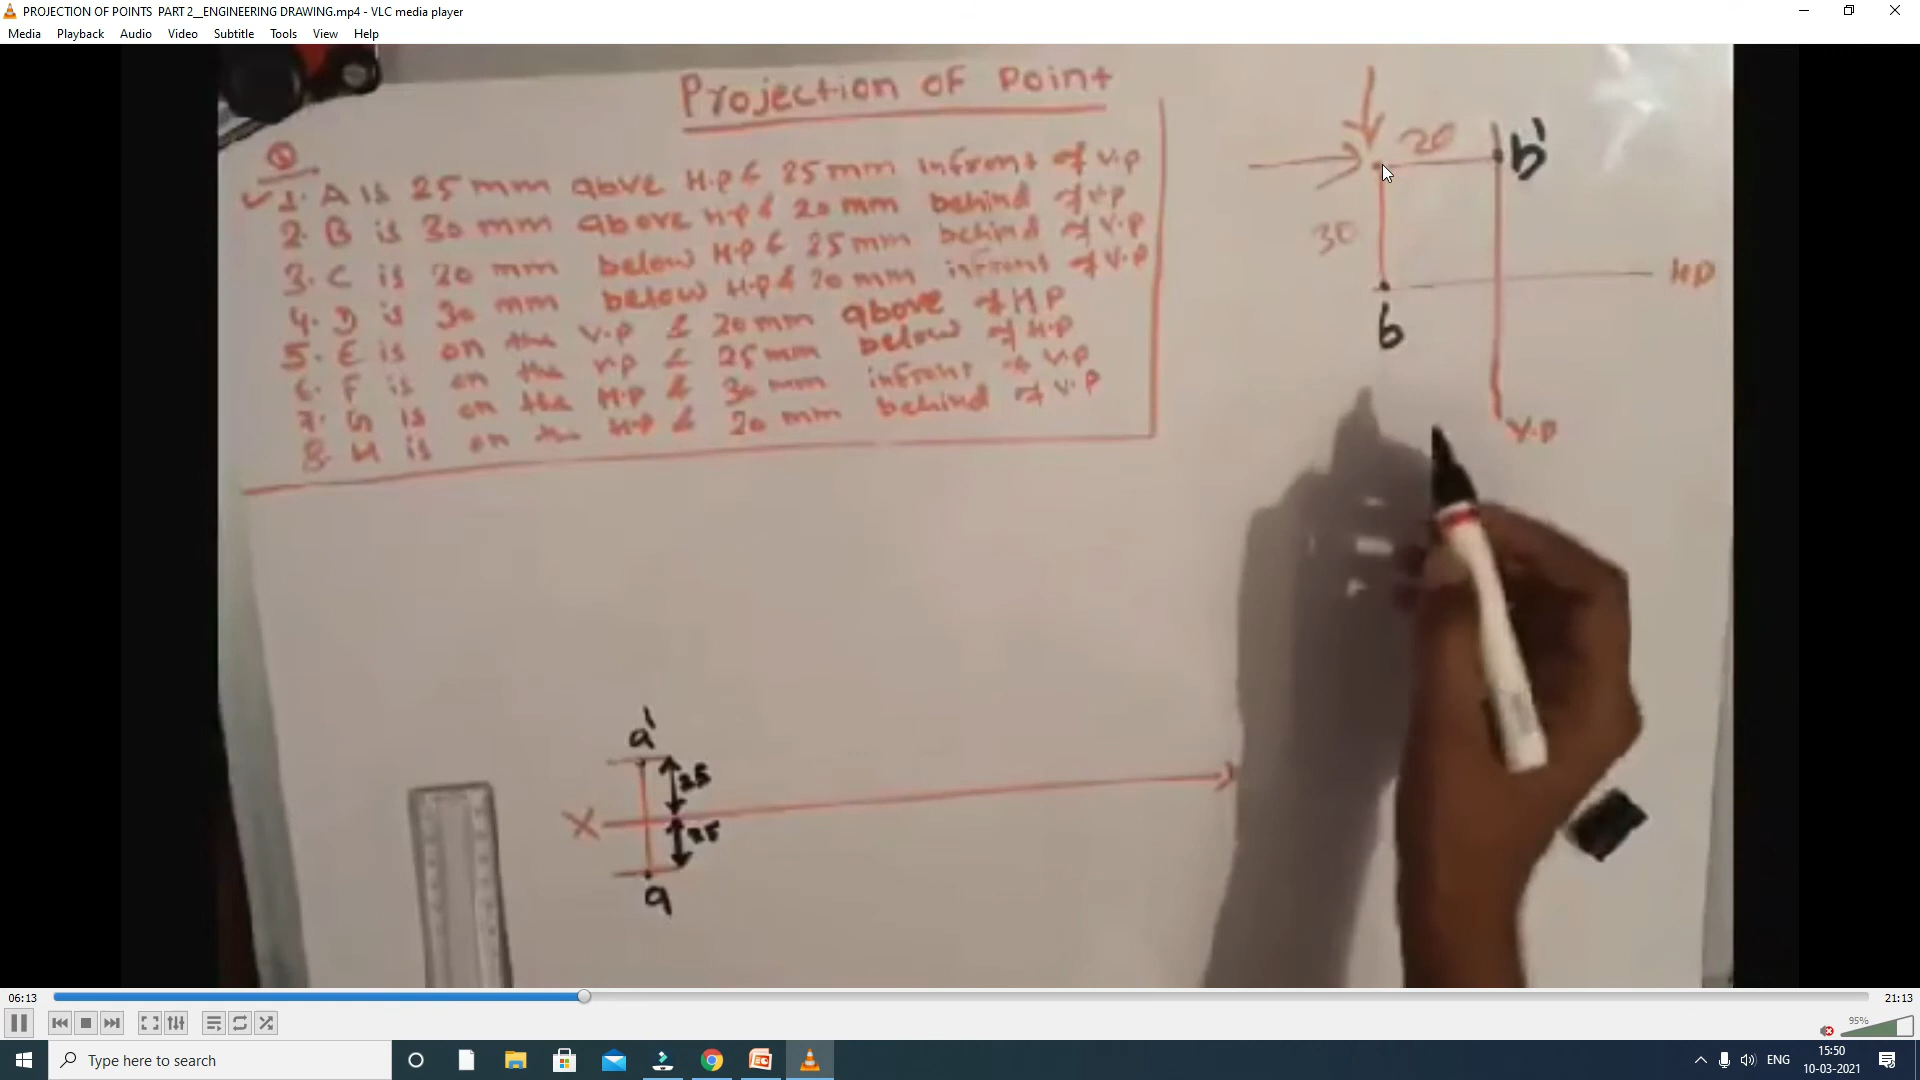 PROJECTION OF POINTS PART 2__ENGINEERING DRAWING.mp4 - VLC media player
Media Playback Audio Video Subtitle Tools View Help
Projection of Point
Q
1. A is 25 mm above H.P & 25 mm infront of V.P
2. B is 30 mm above H.P & 20 mm behind of V.P
3. C is 20 mm below H.P & 25 mm behind of V.P
4. D is 30 mm below H.P & 20 mm infront of V.P
5. E is on the V.P & 20 mm above of H.P
6. F is on the V.P & 25 mm below of H.P
7. G is on the H.P & 30 mm infront of V.P
8. H is on the H.P & 20 mm behind of V.P
20
b'
30
HP
b
V.P
a'
25
X
25
a
06:13
21:13
95%
Type here to search
ENG
15:50
10-03-2021